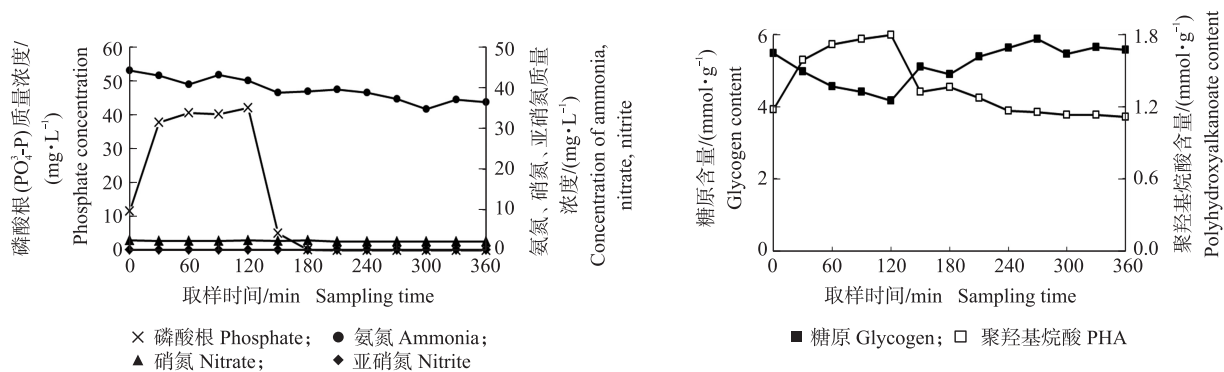 磷酸根(PO₄³⁻-P)质量浓度/
(mg·L⁻¹)
Phosphate concentration
60
50
40
30
20
10
0
50
40
30
20
10
0
氨氮、硝氮、亚硝氮质量
浓度/(mg·L⁻¹)
Concentration of ammonia,
nitrate, nitrite
0 60 120 180 240 300 360
取样时间/min Sampling time
× 磷酸根 Phosphate; ● 氨氮 Ammonia;
▲ 硝氮 Nitrate; ◆ 亚硝氮 Nitrite
糖原含量/(mmol·g⁻¹)
Glycogen content
6
4
2
0
1.8
1.2
0.6
0.0
聚羟基烷酸含量/(mmol·g⁻¹)
Polyhydroxyalkanoate content
0 60 120 180 240 300 360
取样时间/min Sampling time
■ 糖原 Glycogen; □ 聚羟基烷酸 PHA